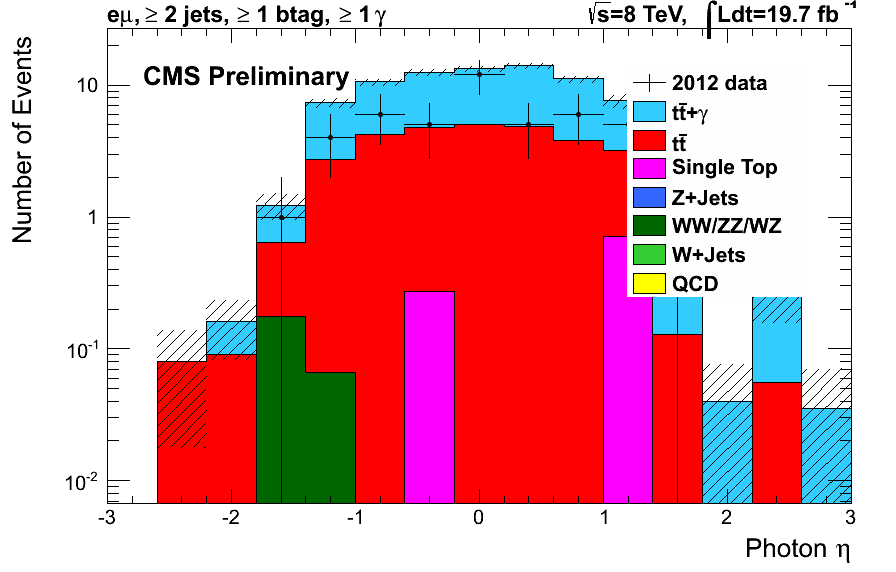 eμ, ≥ 2 jets, ≥ 1 btag, ≥ 1 γ
√s=8 TeV, ∫Ldt=19.7 fb⁻¹
CMS Preliminary
Number of Events
10
1
10⁻¹
10⁻²
2012 data
tt̄+γ
tt̄
Single Top
Z+Jets
WW/ZZ/WZ
W+Jets
QCD
-3 -2 -1 0 1 2 3
Photon η